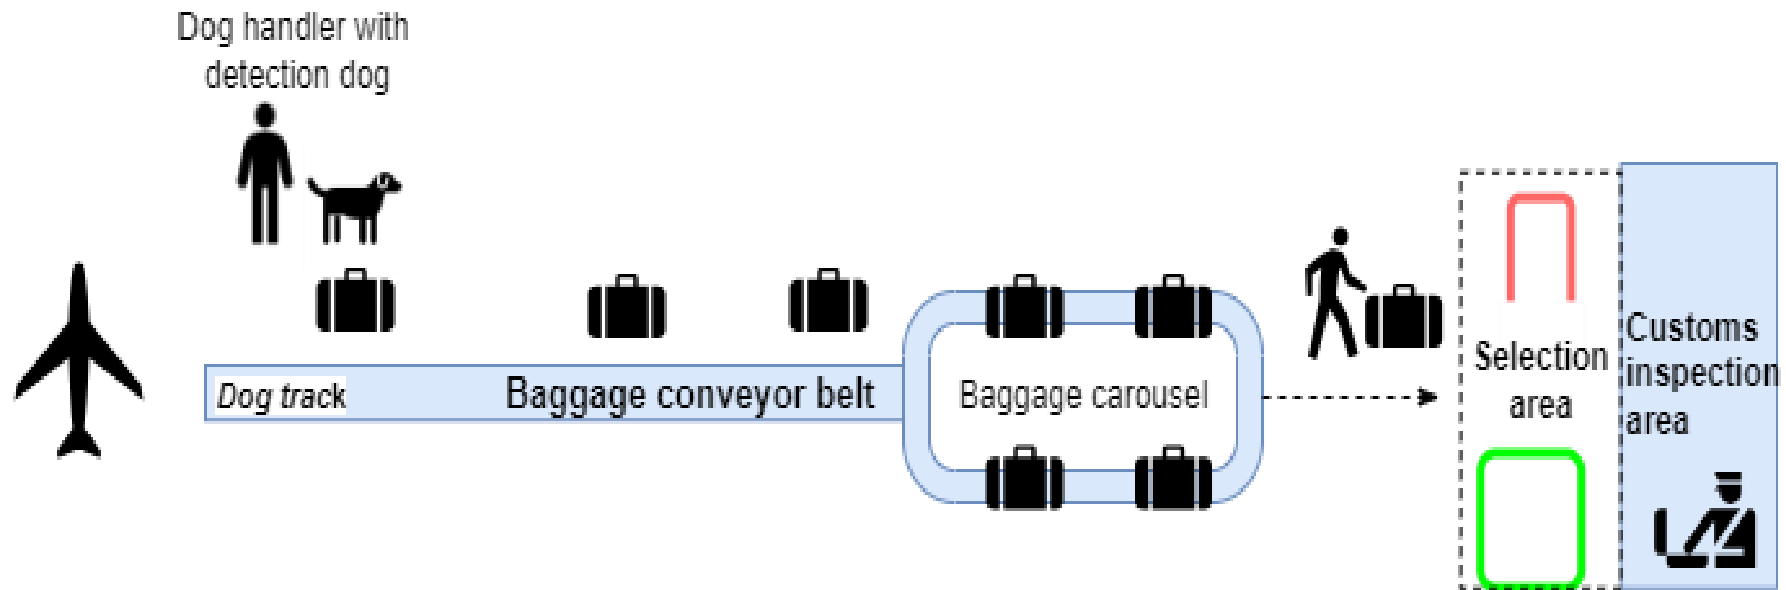 Dog handler with
detection dog
Dog track
Baggage conveyor belt
Baggage carousel
Selection
area
Customs
inspection
area